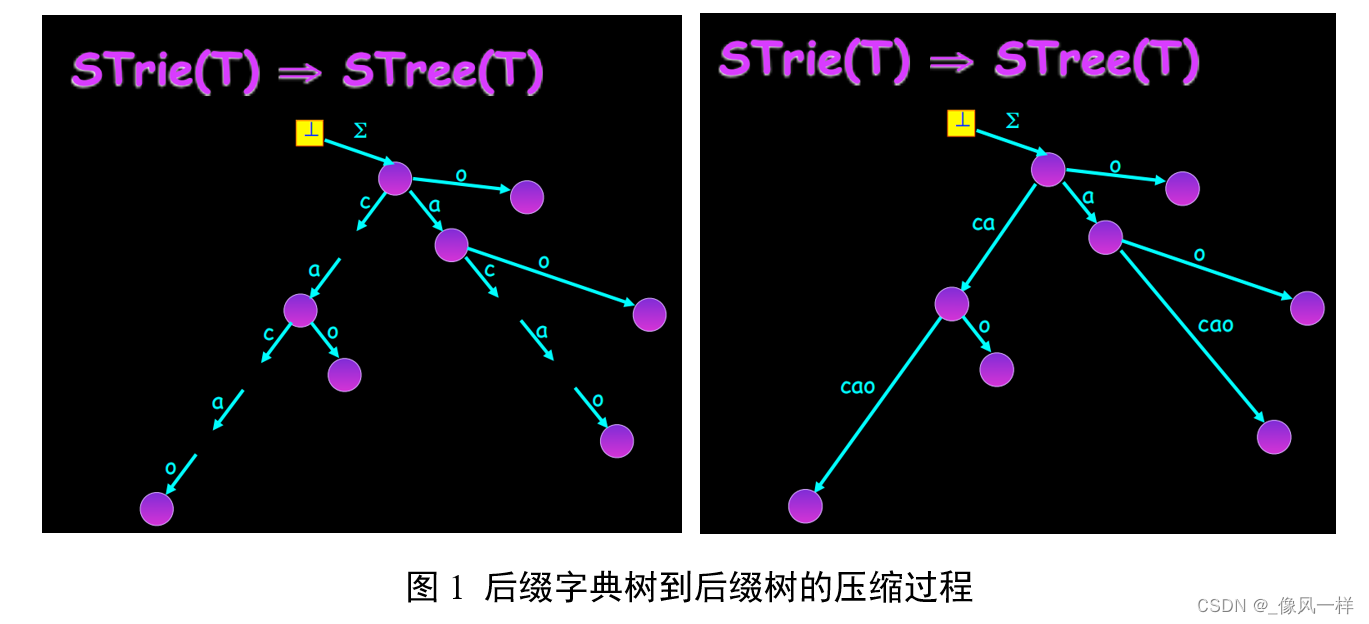 STrie(T) ⇒ STree(T)
⊥ Σ
o
c
a
a
c
o
c
o
a
a
o
o
STrie(T) ⇒ STree(T)
⊥ Σ
o
a
ca
o
o
cao
cao
图 1 后缀字典树到后缀树的压缩过程
CSDN @_像风一样